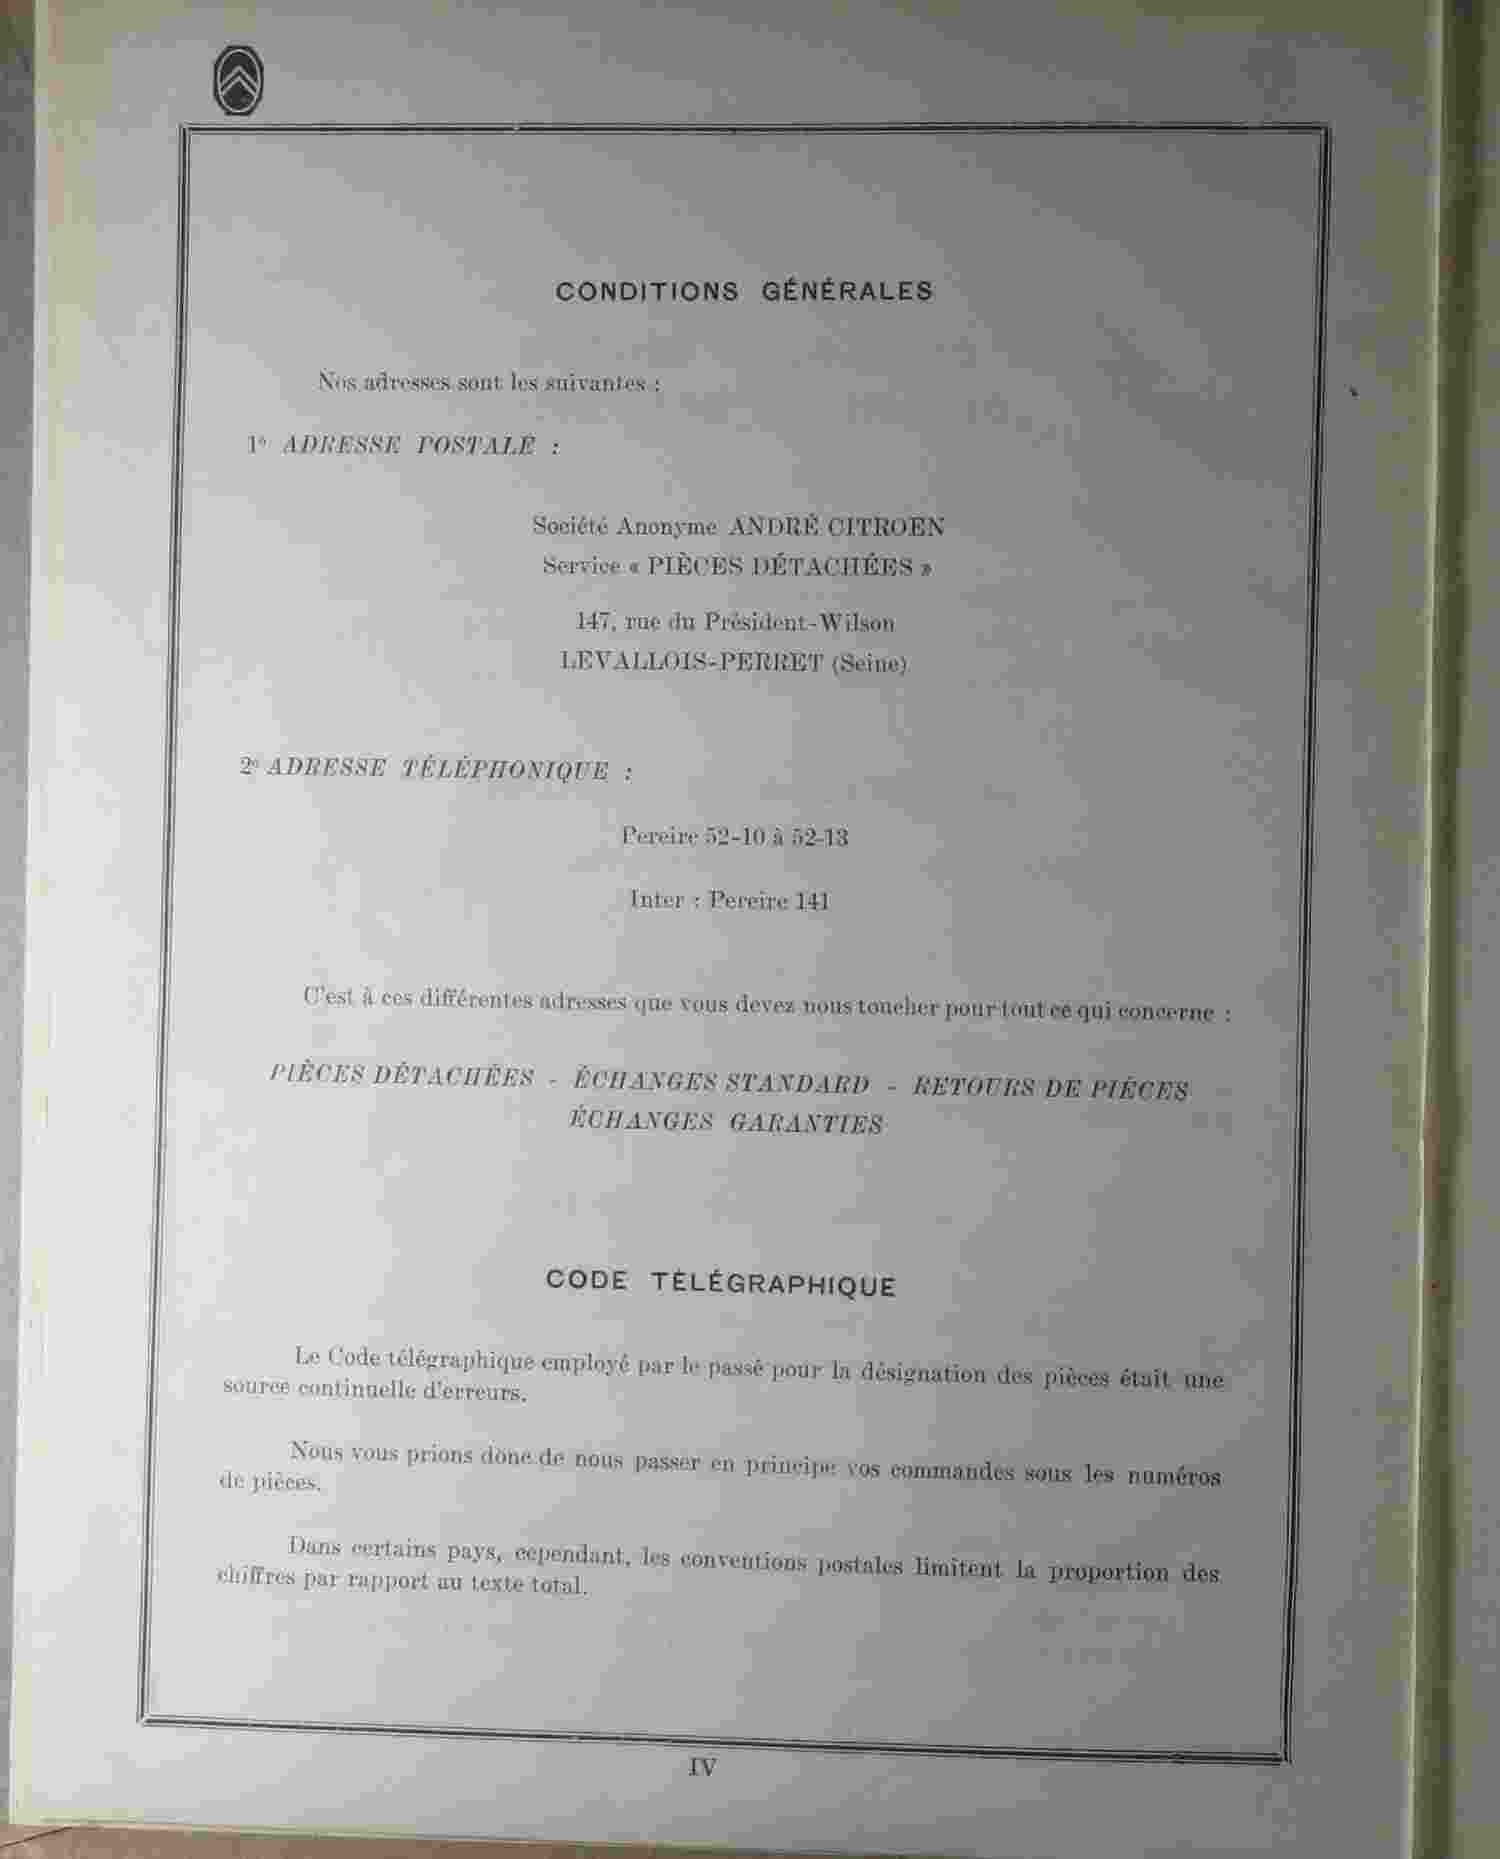 CONDITIONS GÉNÉRALES
Nos adresses sont les suivantes :
1° ADRESSE POSTALE :
Société Anonyme ANDRÉ CITROEN
Service « PIÈCES DÉTACHÉES »
147, rue du Président-Wilson
LEVALLOIS-PERRET (Seine)
2° ADRESSE TÉLÉPHONIQUE :
Pereire 52-10 à 52-13
Inter : Pereire 141
C'est à ces différentes adresses que vous devez nous toucher pour tout ce qui concerne :
PIÈCES DÉTACHÉES - ÉCHANGES STANDARD - RETOURS DE PIÈCES
ÉCHANGES GARANTIES
CODE TÉLÉGRAPHIQUE
Le Code télégraphique employé par le passé pour la désignation des pièces était une
source continuelle d'erreurs.
Nous vous prions donc de nous passer en principe vos commandes sous les numéros
de pièces.
Dans certains pays, cependant, les conventions postales limitent la proportion des
chiffres par rapport au texte total.
IV